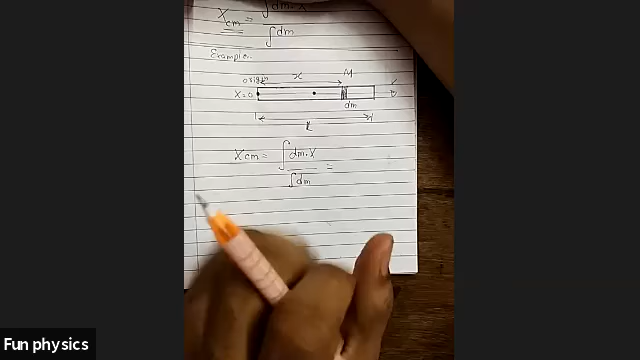 Xcm = ∫dm.x
∫dm
Example.
origin x M
X=0
dm
Xcm = ∫dm.X =
∫dm
Fun physics